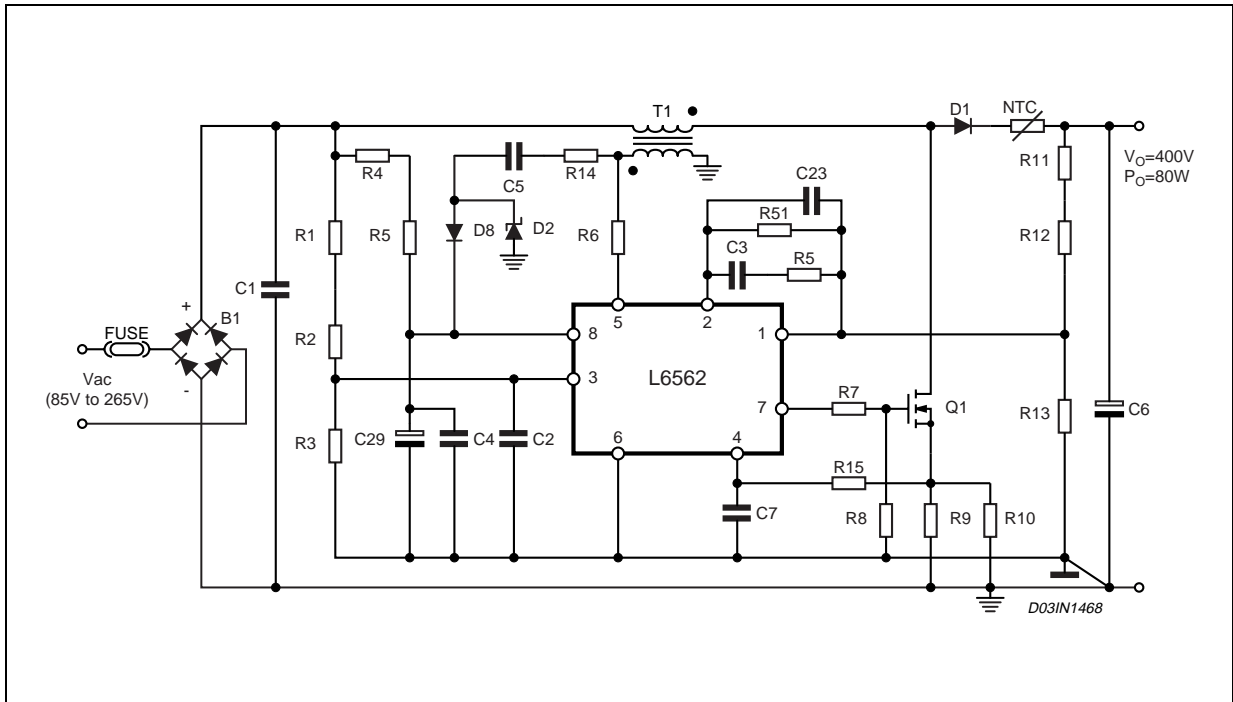 T1
D1
NTC
R4
C5
R14
R11
V_O=400V
P_O=80W
C23
R1
R5
D8
D2
R6
R51
R12
C3
R5
C1
+
B1
FUSE
R2
5
2
8
1
Vac
(85V to 265V)
-
3
L6562
R7
7
Q1
R3
C29
C4
C2
6
4
R13
C6
R15
C7
R8
R9
R10
D03IN1468